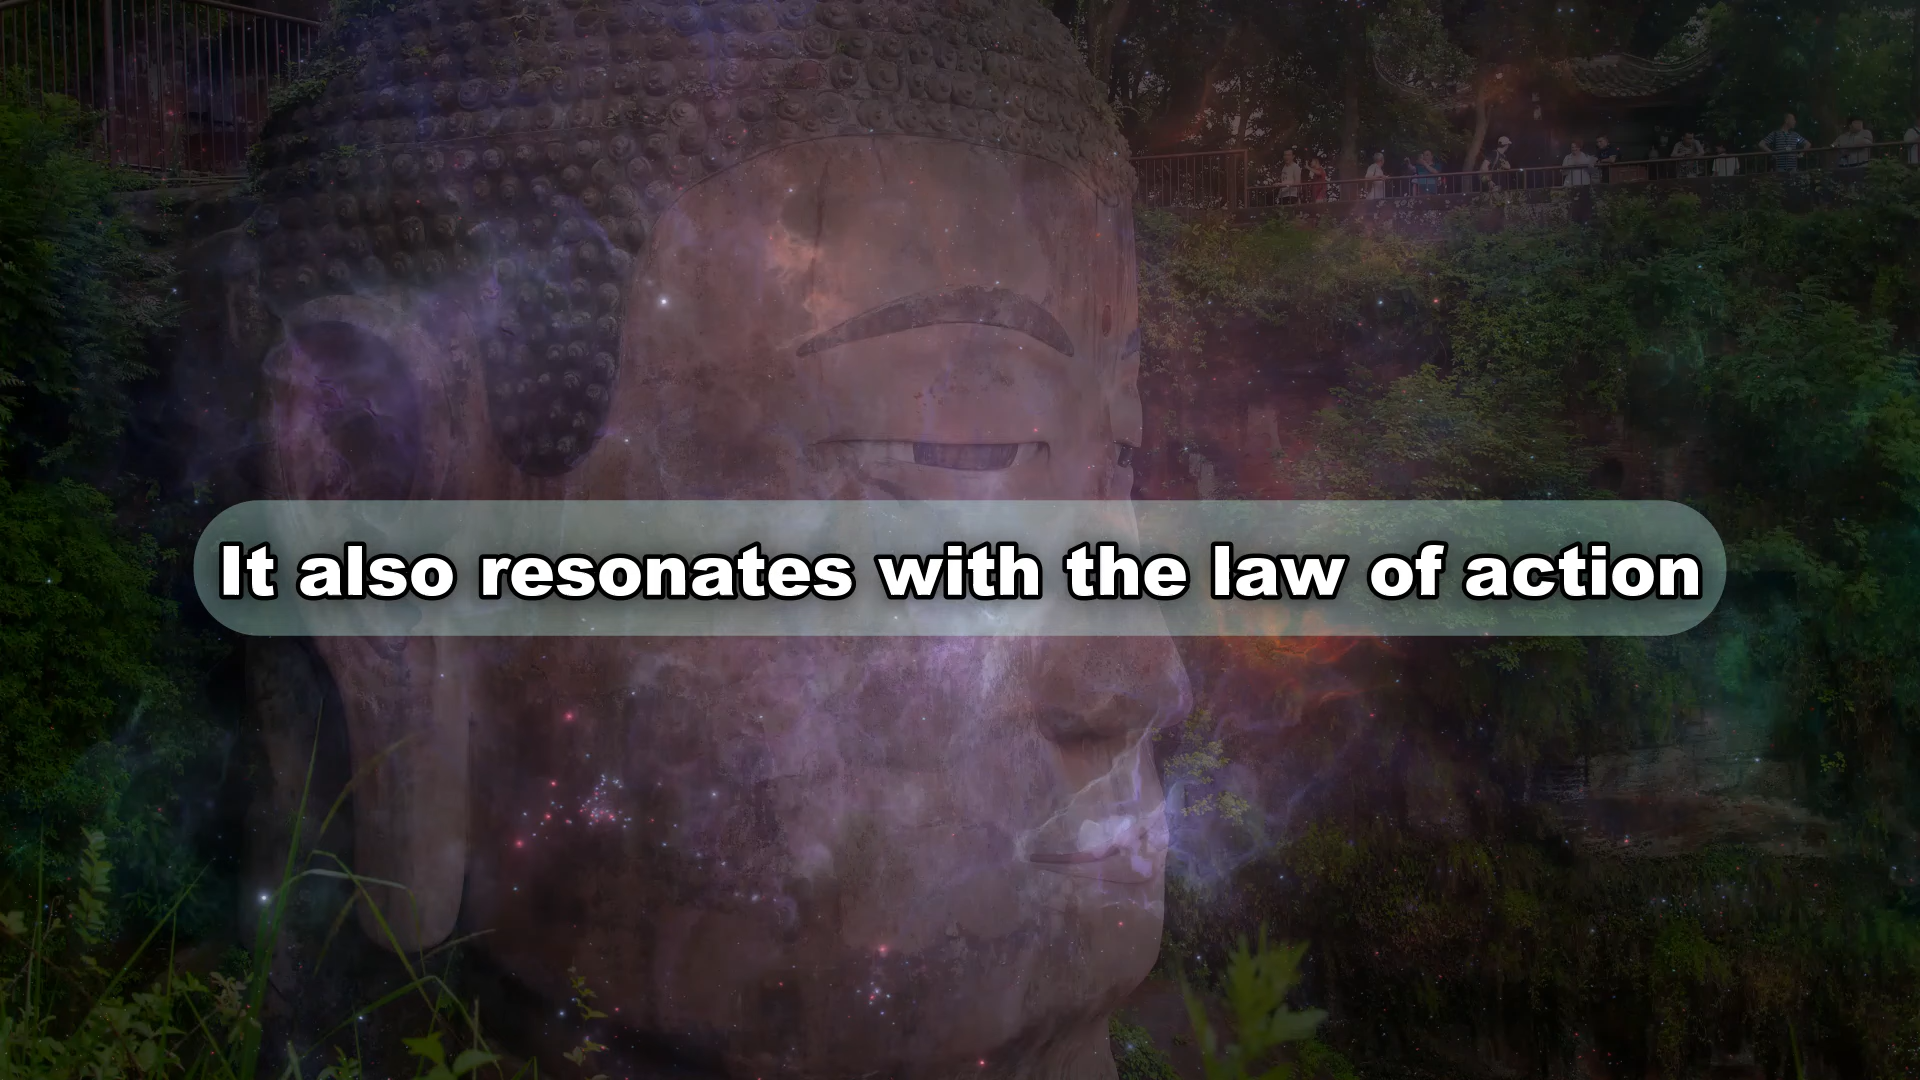 It also resonates with the law of action